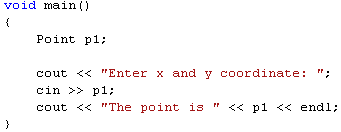 void main()
{
    Point p1;

    cout << "Enter x and y coordinate: ";
    cin >> p1;
    cout << "The point is " << p1 << endl;
}